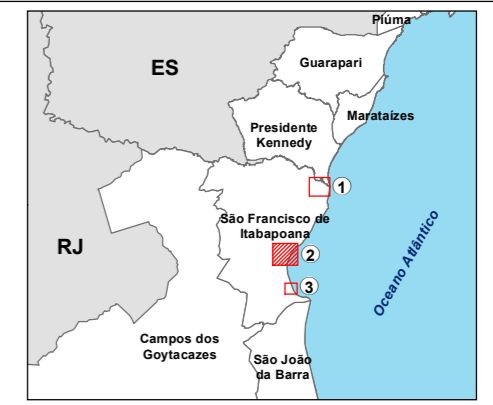 Piúma
ES
Guarapari
Marataízes
Presidente
Kennedy
1
São Francisco de
Itabapoana
RJ
2
Oceano Atlântico
3
Campos dos
Goytacazes
São João
da Barra